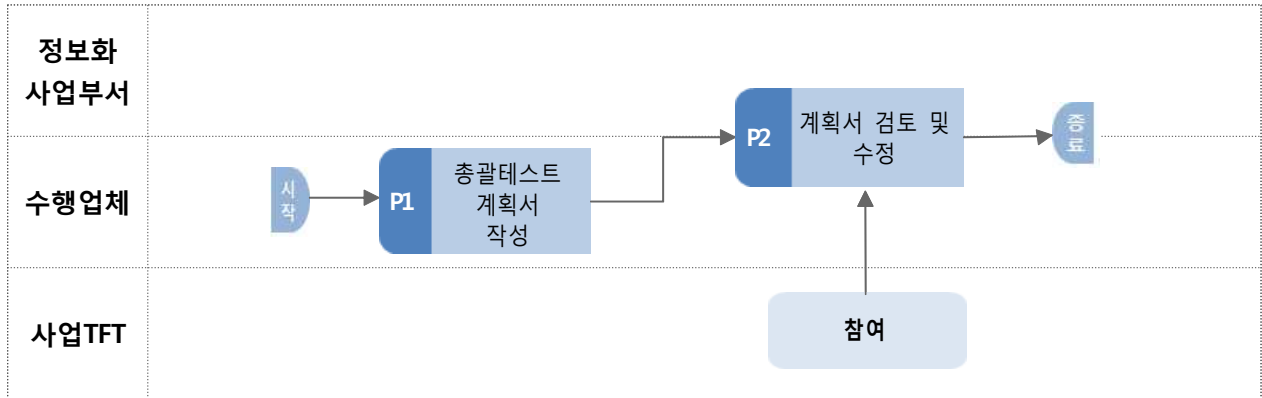 정보화
사업부서
P2
계획서 검토 및
수정
종
료
수행업체
시
작
P1
총괄테스트
계획서
작성
사업TFT
참여